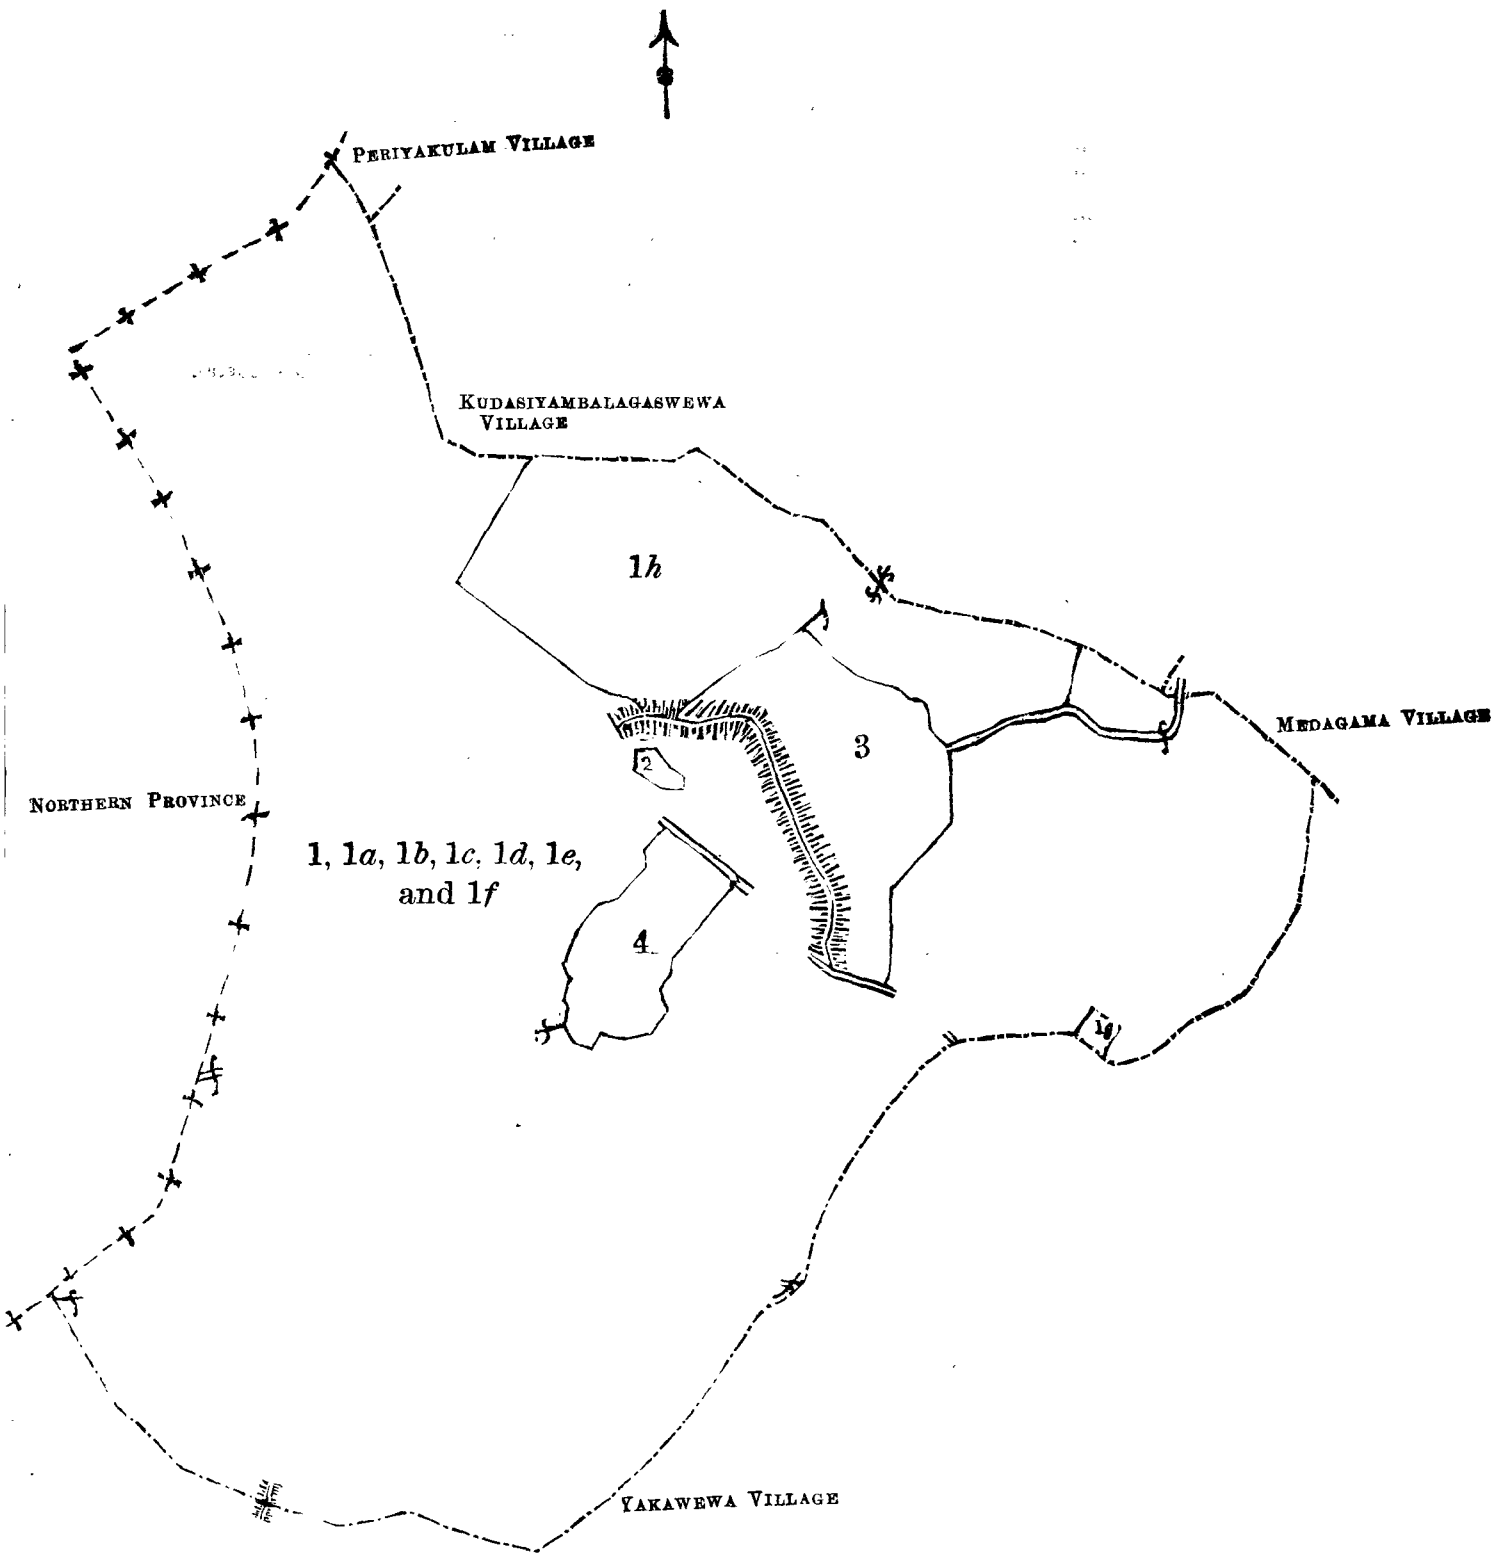 PERIYAKULAM VILLAGE
KUDASIYAMBALAGASWEWA
VILLAGE
1h
MEDAGAMA VILLAGE
3
2
NORTHERN PROVINCE
1, 1a, 1b, 1c, 1d, 1e,
and 1f
4
YAKAWEWA VILLAGE